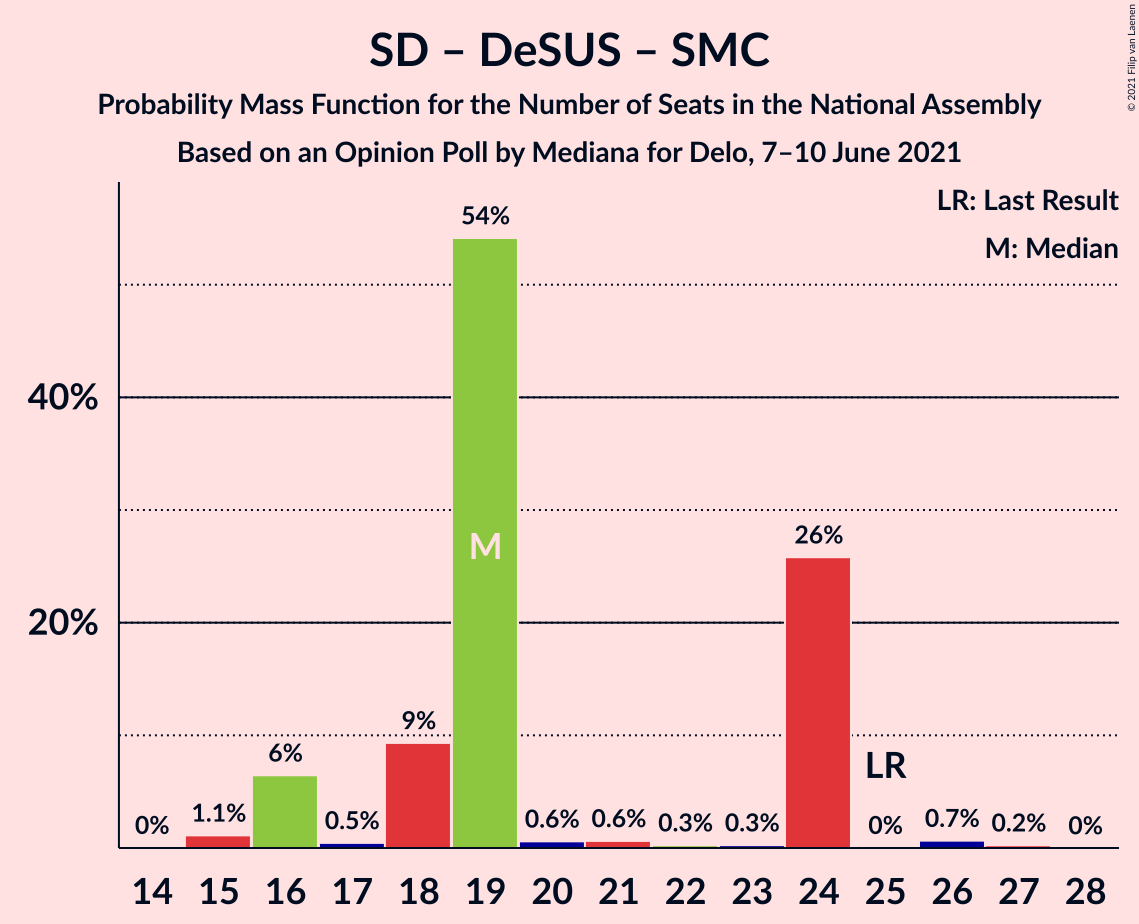 SD – DeSUS – SMC
Probability Mass Function for the Number of Seats in the National Assembly
Based on an Opinion Poll by Mediana for Delo, 7–10 June 2021
© 2021 Filip van Laenen
LR: Last Result
M: Median
54%
40%
M
26%
20%
9%
6%
LR
0%
1.1%
0.5%
0.6%
0.6%
0.3%
0.3%
0%
0.7%
0.2%
0%
14 15 16 17 18 19 20 21 22 23 24 25 26 27 28